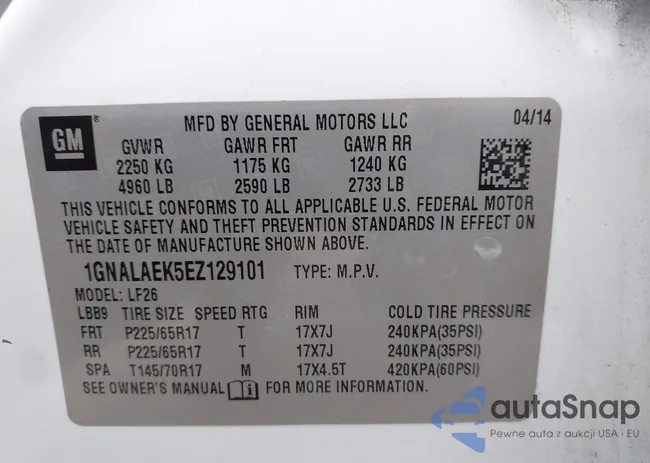 GM ®
MFD BY GENERAL MOTORS LLC 04/14
GVWR GAWR FRT GAWR RR
2250 KG 1175 KG 1240 KG
4960 LB 2590 LB 2733 LB
THIS VEHICLE CONFORMS TO ALL APPLICABLE U.S. FEDERAL MOTOR
VEHICLE SAFETY AND THEFT PREVENTION STANDARDS IN EFFECT ON
THE DATE OF MANUFACTURE SHOWN ABOVE.
1GNALAEK5EZ129101 TYPE: M.P.V.
MODEL: LF26
LBB9 TIRE SIZE SPEED RTG RIM COLD TIRE PRESSURE
FRT P225/65R17 T 17X7J 240KPA(35PSI)
RR P225/65R17 T 17X7J 240KPA(35PSI)
SPA T145/70R17 M 17X4.5T 420KPA(60PSI)
SEE OWNER'S MANUAL FOR MORE INFORMATION.
autaSnap
Pewne auta z aukcji USA · EU